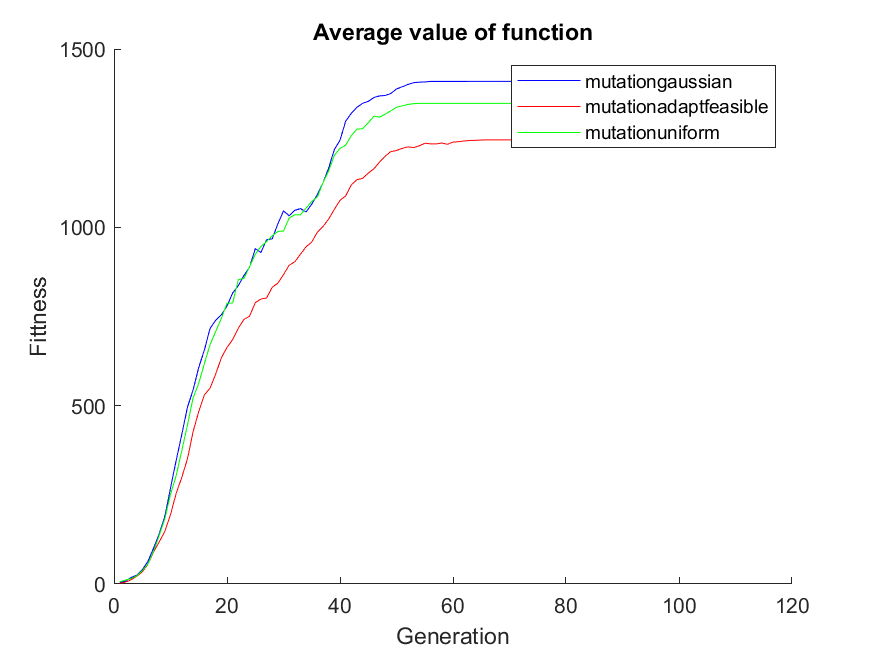 Average value of function
1500
1000
500
0
Fittness
mutationgaussian
mutationadaptfeasible
mutationuniform
0 20 40 60 80 100 120
Generation